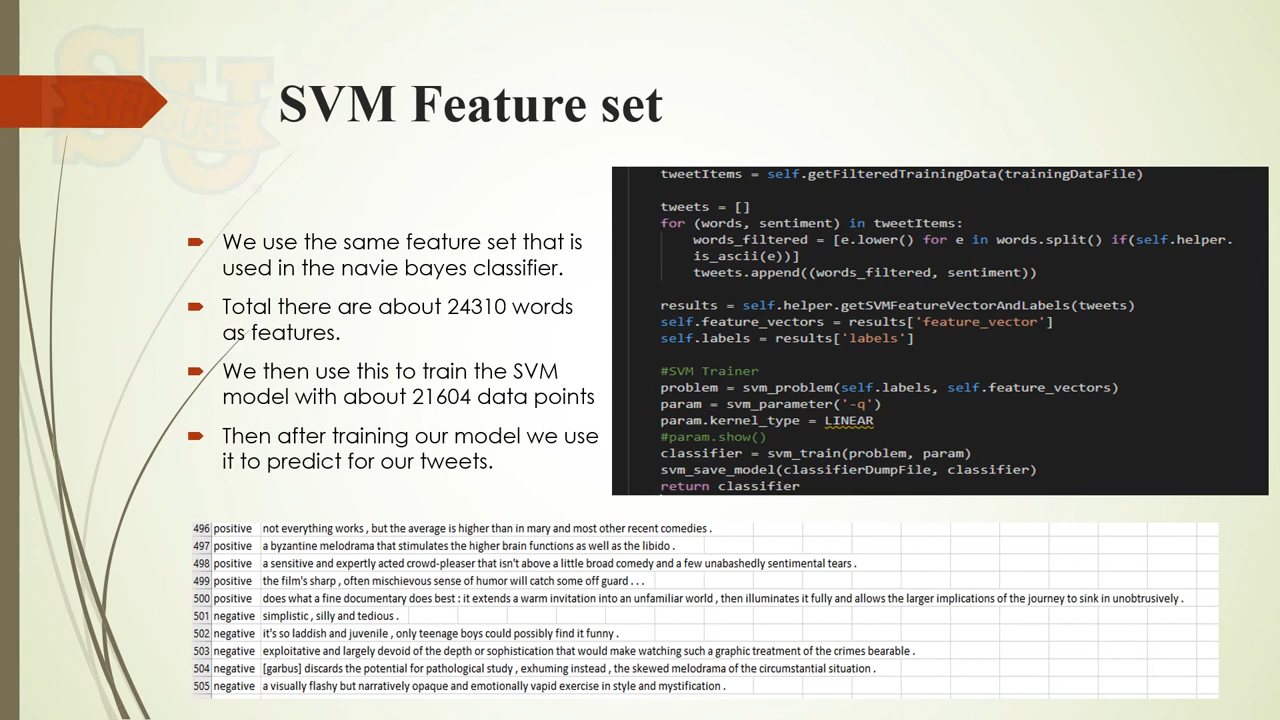 SU
SYRACUSE
SVM Feature set
We use the same feature set that is
used in the navie bayes classifier.
Total there are about 24310 words
as features.
We then use this to train the SVM
model with about 21604 data points
Then after training our model we use
it to predict for our tweets.
tweetItems = self.getFilteredTrainingData(trainingDataFile)
tweets = []
for (words, sentiment) in tweetItems:
words_filtered = [e.lower() for e in words.split() if(self.helper.
is_ascii(e))]
tweets.append((words_filtered, sentiment))
results = self.helper.getSVMFeatureVectorAndLabels(tweets)
self.feature_vectors = results['feature_vector']
self.labels = results['labels']
#SVM Trainer
problem = svm_problem(self.labels, self.feature_vectors)
param = svm_parameter('-q')
param.kernel_type = LINEAR
#param.show()
classifier = svm_train(problem, param)
svm_save_model(classifierDumpFile, classifier)
return classifier
496 positive not everything works , but the average is higher than in mary and most other recent comedies .
497 positive a byzantine melodrama that stimulates the higher brain functions as well as the libido .
498 positive a sensitive and expertly acted crowd-pleaser that isn't above a little broad comedy and a few unabashedly sentimental tears .
499 positive the film's sharp , often mischievous sense of humor will catch some off guard . . .
500 positive does what a fine documentary does best : it extends a warm invitation into an unfamiliar world , then illuminates it fully and allows the larger implications of the journey to sink in unobtrusively .
501 negative simplistic , silly and tedious .
502 negative it's so laddish and juvenile , only teenage boys could possibly find it funny .
503 negative exploitative and largely devoid of the depth or sophistication that would make watching such a graphic treatment of the crimes bearable .
504 negative [garbus] discards the potential for pathological study , exhuming instead , the skewed melodrama of the circumstantial situation .
505 negative a visually flashy but narratively opaque and emotionally vapid exercise in style and mystification .